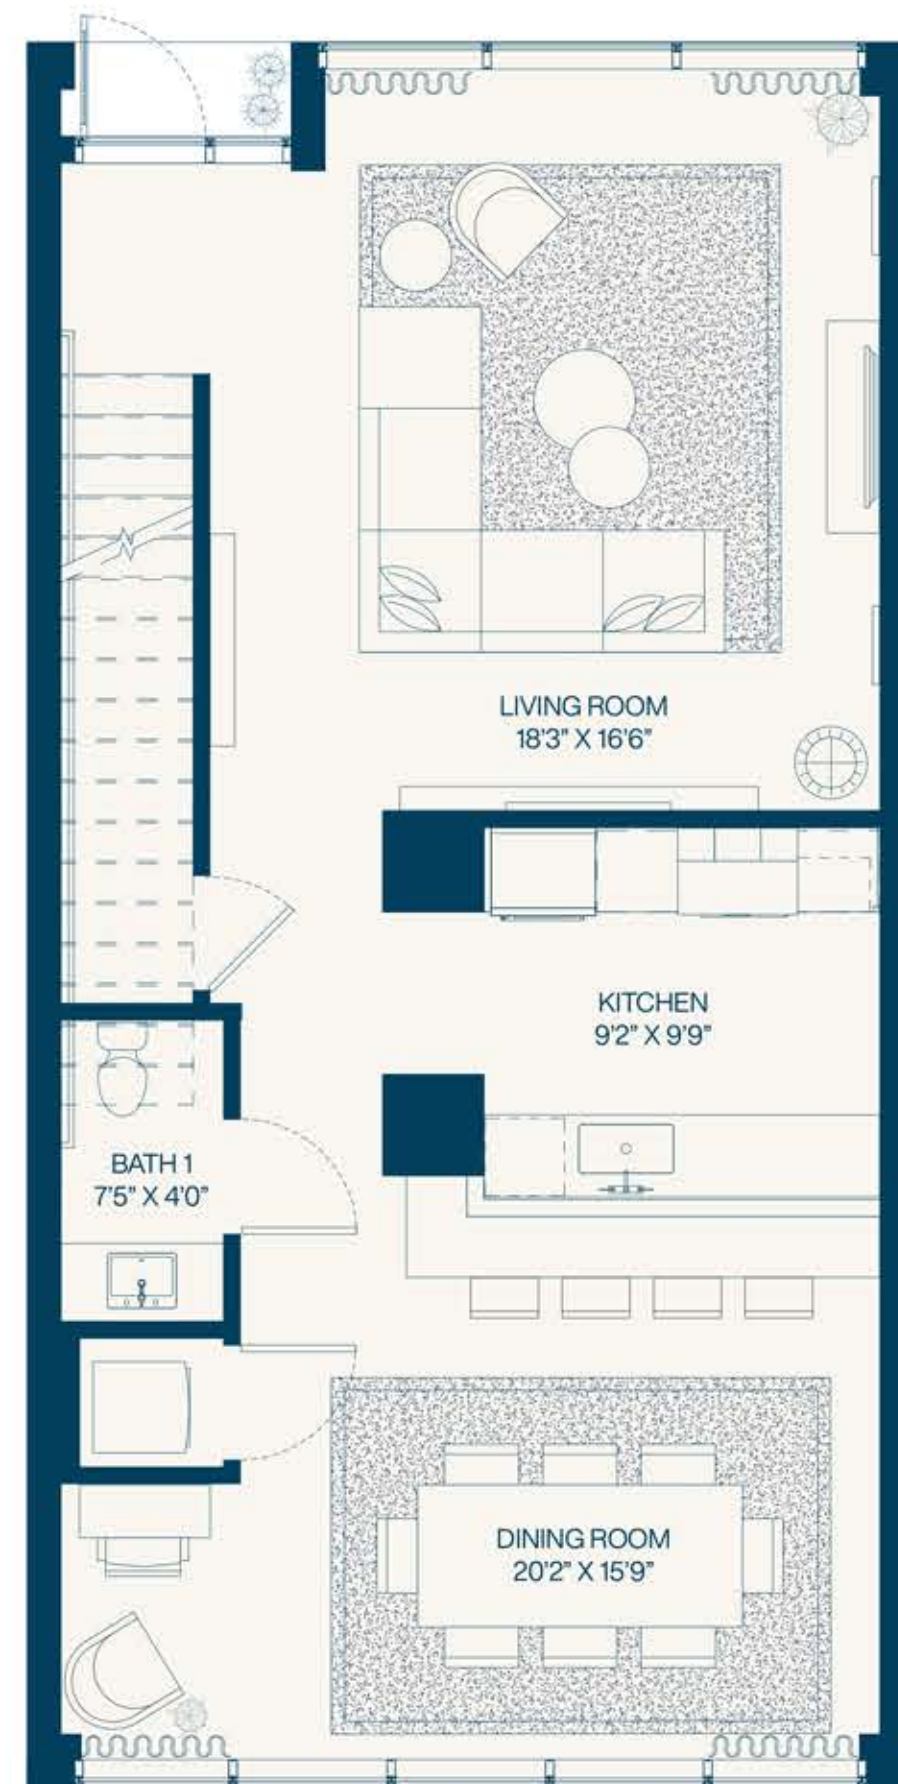 LIVING ROOM
18'3" X 16'6"
KITCHEN
9'2" X 9'9"
BATH 1
7'5" X 4'0"
DINING ROOM
20'2" X 15'9"